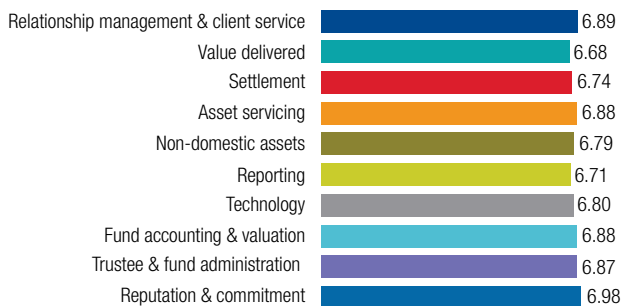 Relationship management & client service 6.89
Value delivered 6.68
Settlement 6.74
Asset servicing 6.88
Non-domestic assets 6.79
Reporting 6.71
Technology 6.80
Fund accounting & valuation 6.88
Trustee & fund administration 6.87
Reputation & commitment 6.98